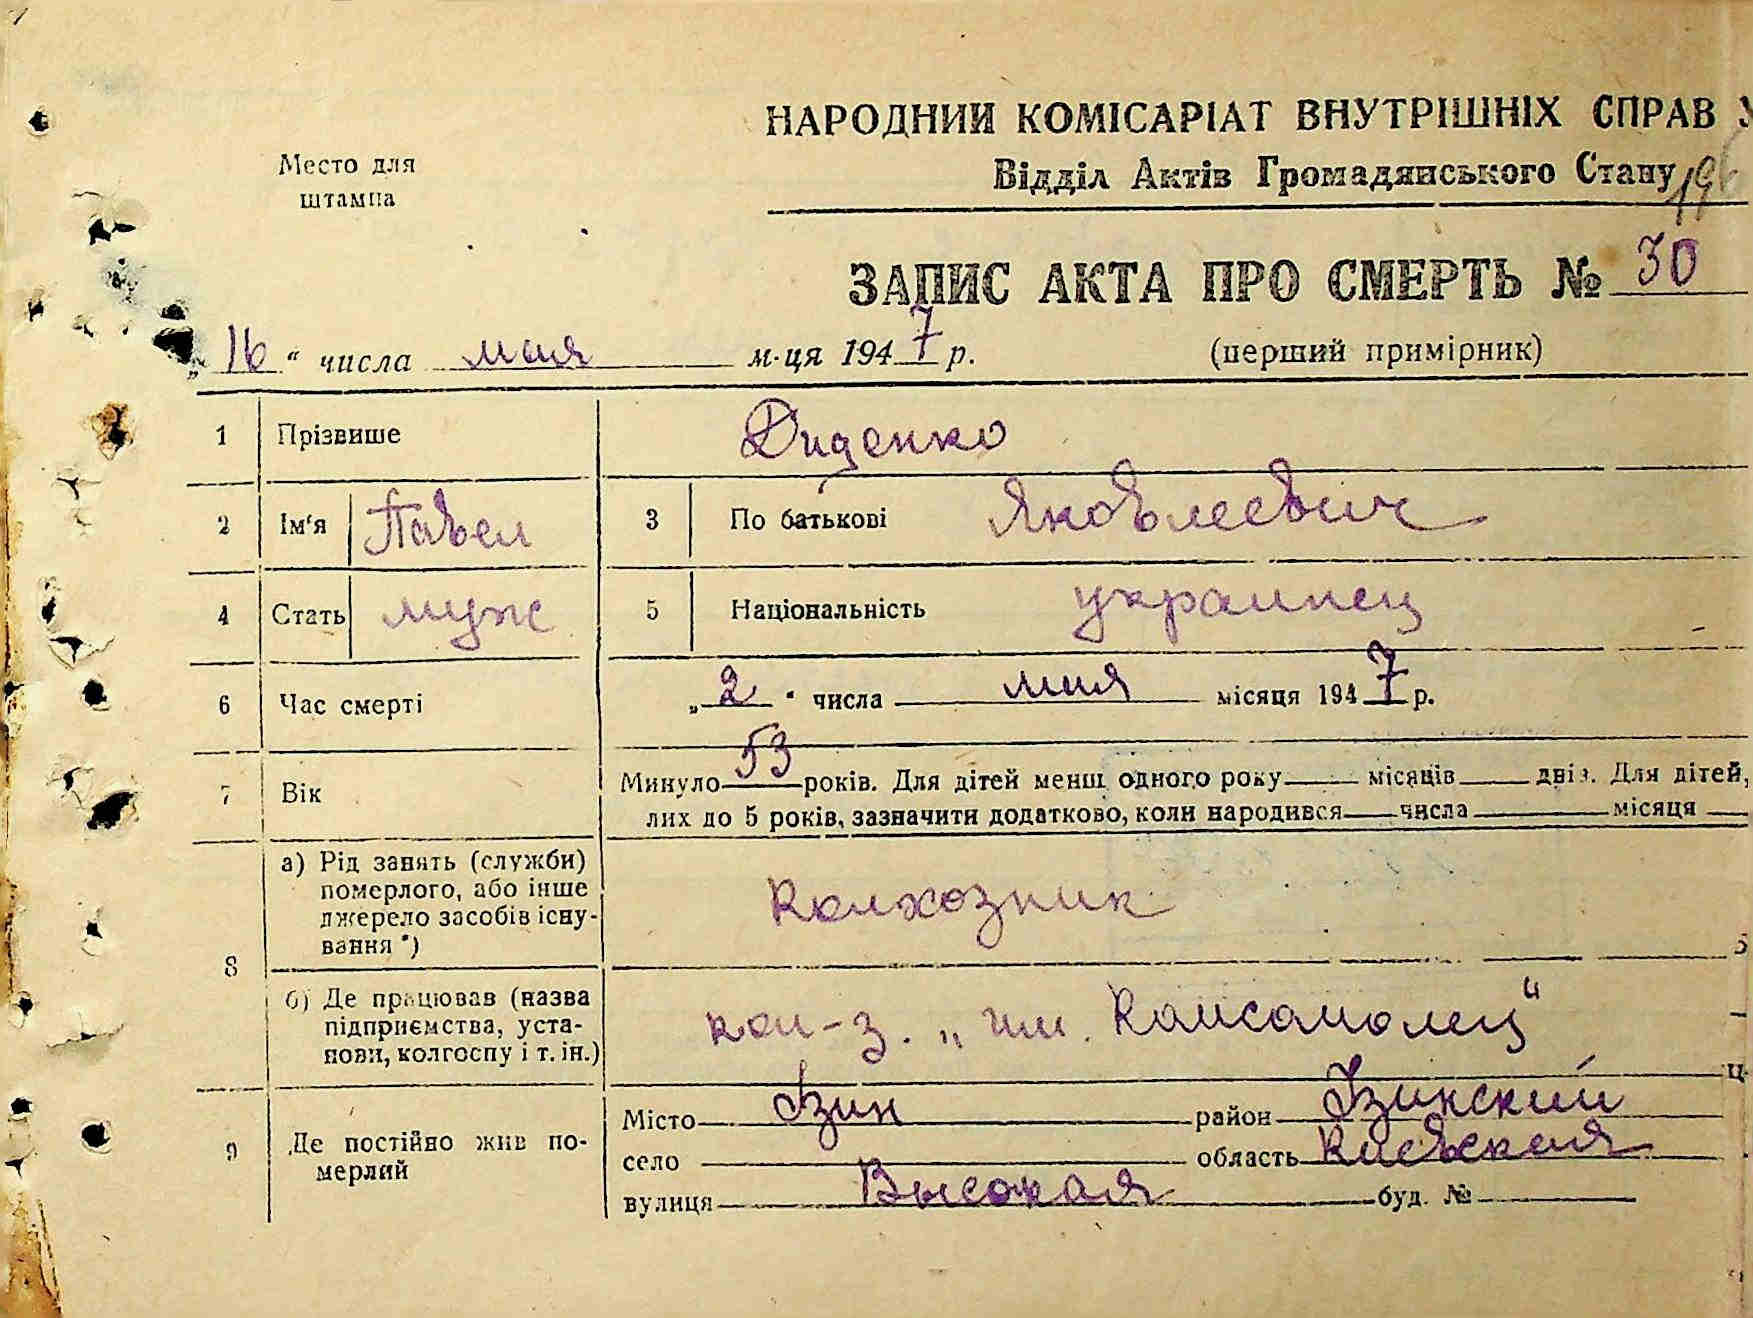 НАРОДНИЙ КОМІСАРІАТ ВНУТРІШНІХ СПРАВ
Место для штампа
Відділ Актів Громадянського Стану
ЗАПИС АКТА ПРО СМЕРТЬ № 30
„16“ числа мая м-ця 1947 р. (перший примірник)
1 Прізвише Диденко
2 Ім'я Павел 3 По батькові Яковлеевич
4 Стать муж 5 Національність украинец
6 Час смерті „2" числа мая місяця 1947 р.
7 Вік Минуло 53 років. Для дітей менш одного року місяців днів. Для дітей,
лих до 5 років, зазначити додатково, коли народився числа місяця
8 а) Рід занять (служби) померлого, або інше джерело засобів існування *) Колхозник
б) Де працював (назва підприємства, установи, колгоспу і т. ін.) кол-з. „им. Комсомолец“
9 Де постійно жив померлий Місто Узин район Узинский
село область Киевская
вулиця Высокая буд. №